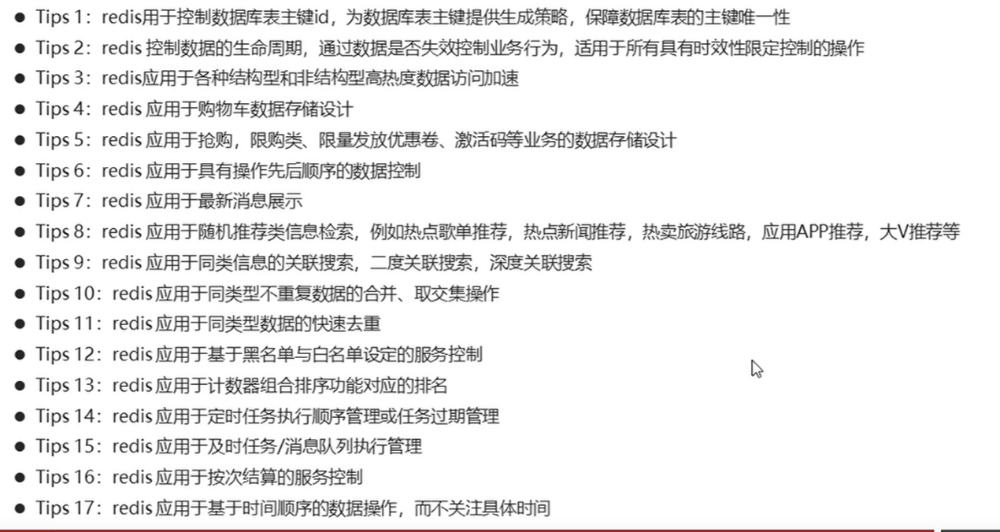 ● Tips 1：redis用于控制数据库表主键id，为数据库表主键提供生成策略，保障数据库表的主键唯一性
● Tips 2：redis 控制数据的生命周期，通过数据是否失效控制业务行为，适用于所有具有时效性限定控制的操作
● Tips 3：redis应用于各种结构型和非结构型高热度数据访问加速
● Tips 4：redis 应用于购物车数据存储设计
● Tips 5：redis 应用于抢购，限购类、限量发放优惠卷、激活码等业务的数据存储设计
● Tips 6：redis 应用于具有操作先后顺序的数据控制
● Tips 7：redis 应用于最新消息展示
● Tips 8：redis 应用于随机推荐类信息检索，例如热点歌单推荐，热点新闻推荐，热卖旅游线路，应用APP推荐，大V推荐等
● Tips 9：redis 应用于同类信息的关联搜索，二度关联搜索，深度关联搜索
● Tips 10：redis 应用于同类型不重复数据的合并、取交集操作
● Tips 11：redis 应用于同类型数据的快速去重
● Tips 12：redis 应用于基于黑名单与白名单设定的服务控制
● Tips 13：redis 应用于计数器组合排序功能对应的排名
● Tips 14：redis 应用于定时任务执行顺序管理或任务过期管理
● Tips 15：redis 应用于及时任务/消息队列执行管理
● Tips 16：redis 应用于按次结算的服务控制
● Tips 17：redis 应用于基于时间顺序的数据操作，而不关注具体时间